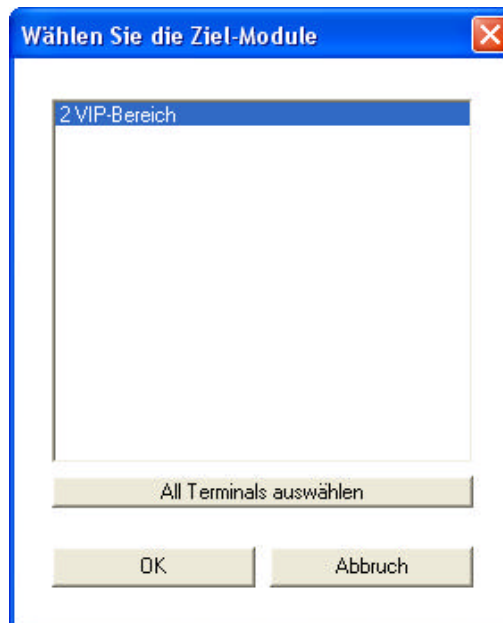 Wählen Sie die Ziel-Module
2 VIP-Bereich
All Terminals auswählen
OK
Abbruch